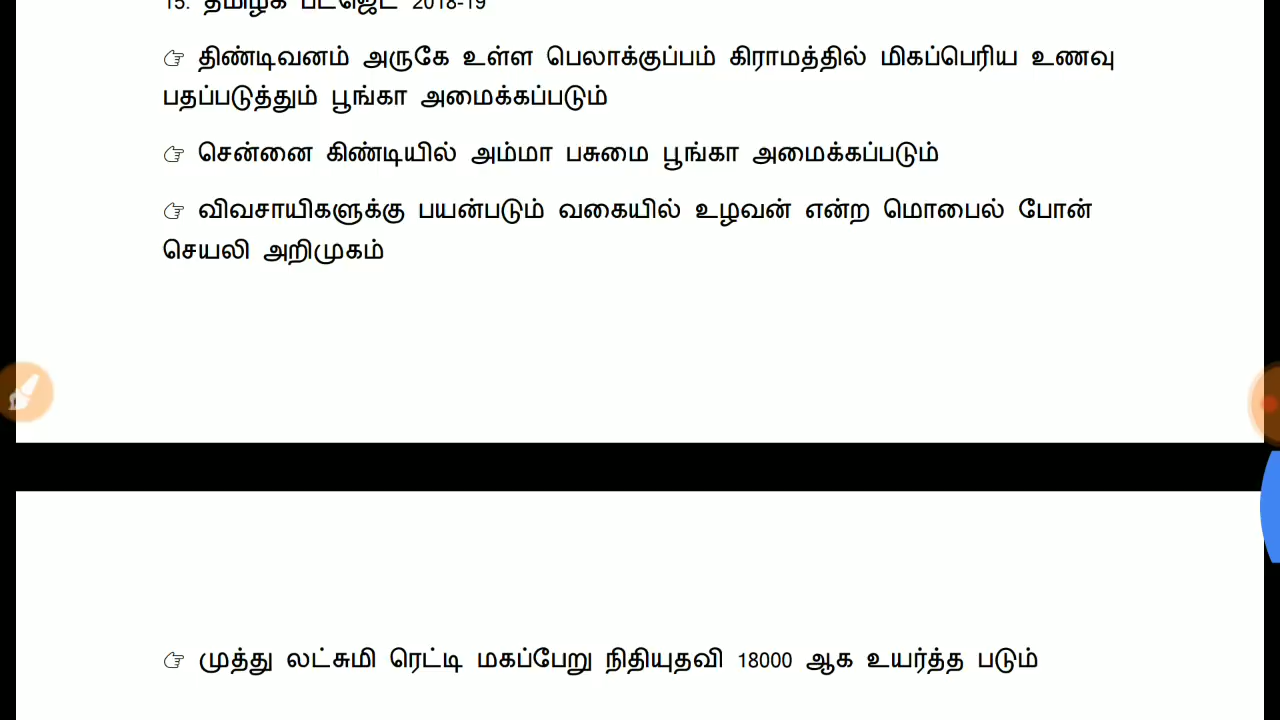 15. தமிழக பட்ஜெட் 2018-19
☞ திண்டிவனம் அருகே உள்ள பெலாக்குப்பம் கிராமத்தில் மிகப்பெரிய உணவு
பதப்படுத்தும் பூங்கா அமைக்கப்படும்
☞ சென்னை கிண்டியில் அம்மா பசுமை பூங்கா அமைக்கப்படும்
☞ விவசாயிகளுக்கு பயன்படும் வகையில் உழவன் என்ற மொபைல் போன்
செயலி அறிமுகம்
☞ முத்து லட்சுமி ரெட்டி மகப்பேறு நிதியுதவி 18000 ஆக உயர்த்த படும்